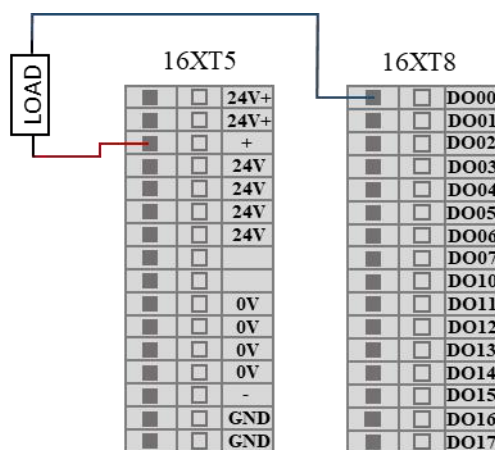 16XT5
16XT8
LOAD
24V+
24V+
+
24V
24V
24V
24V
0V
0V
0V
0V
-
GND
GND
DO00
DO01
DO02
DO03
DO04
DO05
DO06
DO07
DO10
DO11
DO12
DO13
DO14
DO15
DO16
DO17